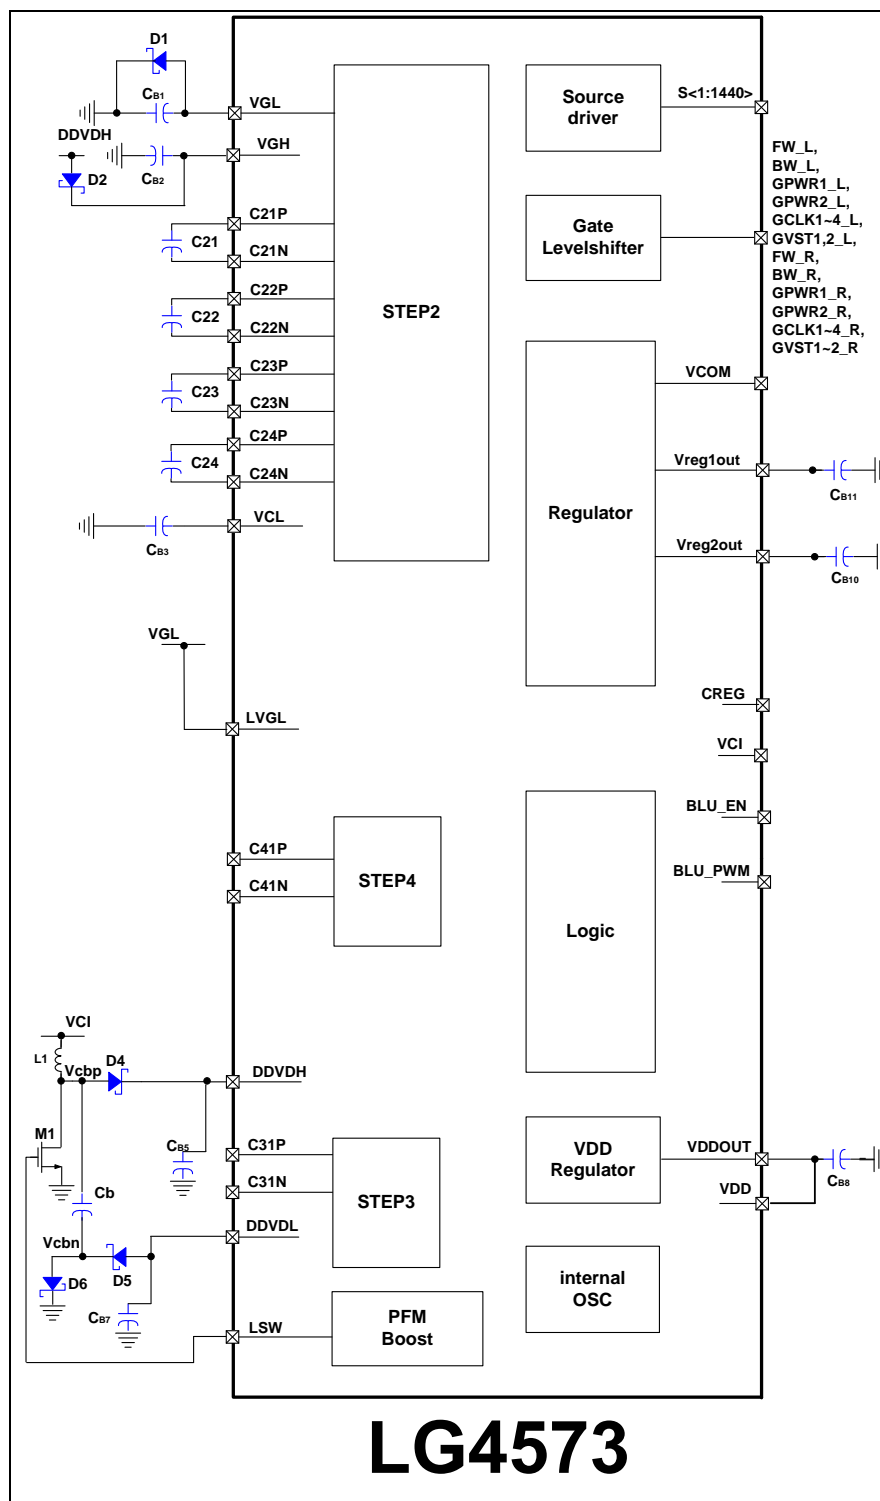 D1
CB1
VGL
DDVDH
VGH
D2
CB2
C21P
C21
C21N
C22P
C22
C22N
C23P
C23
C23N
C24P
C24
C24N
VCL
CB3
STEP2
VGL
LVGL
C41P
C41N
STEP4
VCI
L1
Vcbp
D4
DDVDH
M1
CB5
C31P
C31N
STEP3
Cb
DDVDL
Vcbn
D6
D5
CB7
LSW
PFM
Boost
Source
driver
S<1:1440>
Gate
Levelshifter
FW_L,
BW_L,
GPWR1_L,
GPWR2_L,
GCLK1~4_L,
GVST1,2_L,
FW_R,
BW_R,
GPWR1_R,
GPWR2_R,
GCLK1~4_R,
GVST1~2_R
Regulator
VCOM
Vreg1out
CB11
Vreg2out
CB10
CREG
VCI
BLU_EN
BLU_PWM
Logic
VDD
Regulator
VDDOUT
CB8
VDD
internal
OSC
LG4573